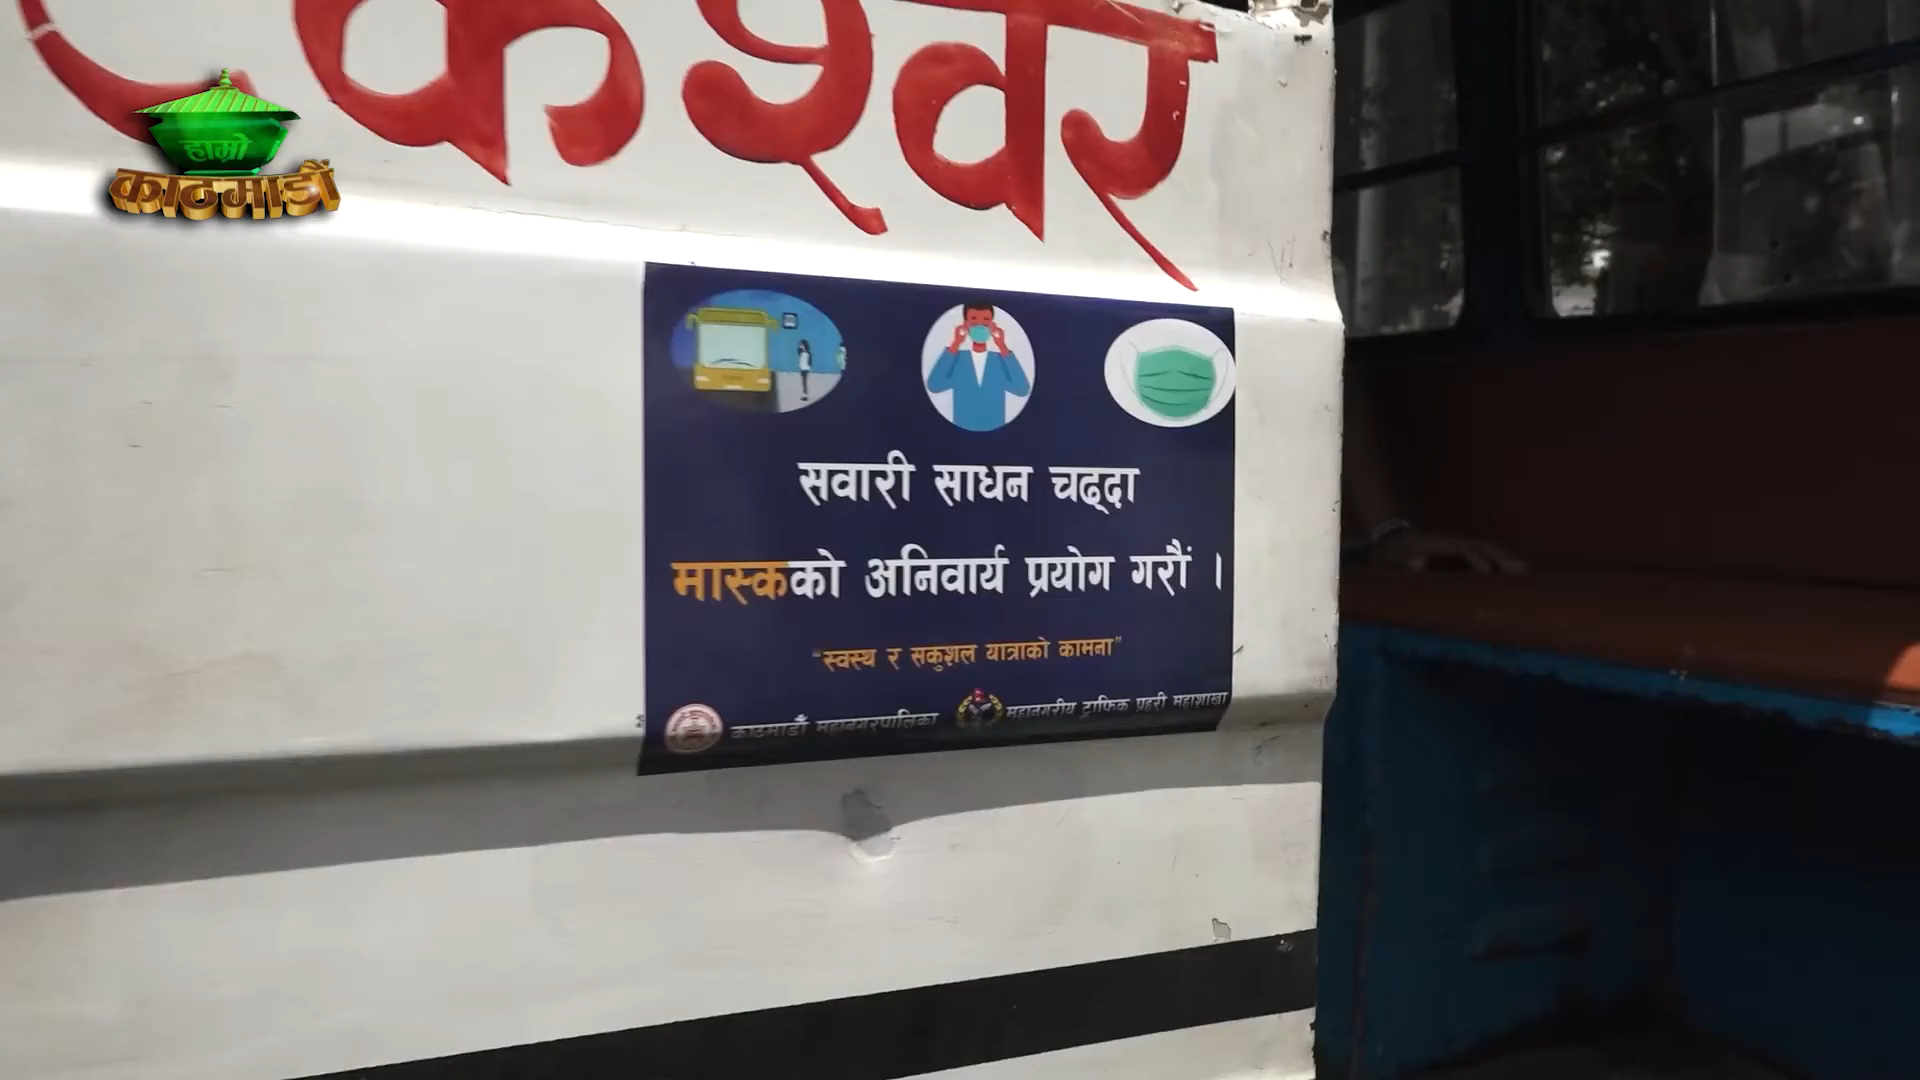 केश्वर
हाम्रो
काठमाडौं
सवारी साधन चढ्दा
मास्कको अनिवार्य प्रयोग गरौं ।
"स्वस्थ र सकुशल यात्राको कामना"
काठमाडौँ महानगरपालिका महानगरीय ट्राफिक प्रहरी महाशाखा